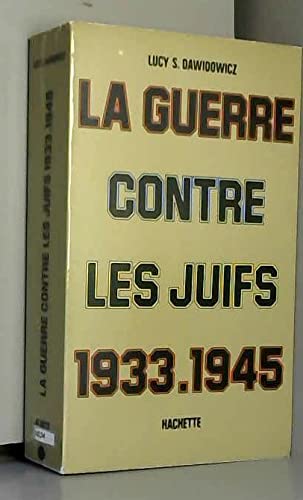 LUCY S. DAWIDOWICZ
LA GUERRE
CONTRE
LES JUIFS
1933.1945
HACHETTE
LA GUERRE CONTRE LES JUIFS 1933.1945